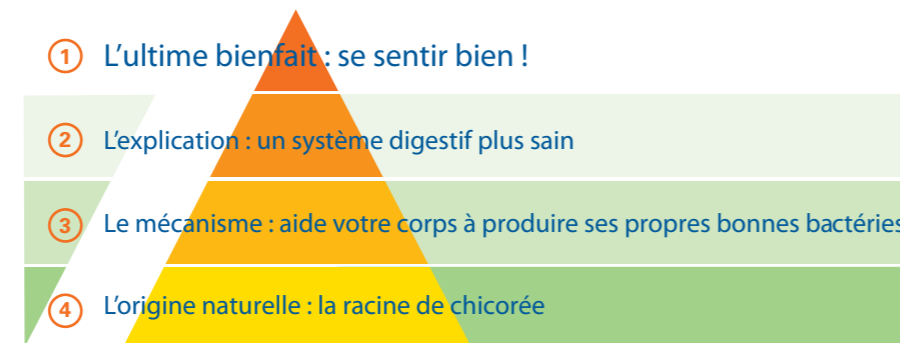 1 L'ultime bienfait : se sentir bien !
2 L'explication : un système digestif plus sain
3 Le mécanisme : aide votre corps à produire ses propres bonnes bactéries
4 L'origine naturelle : la racine de chicorée